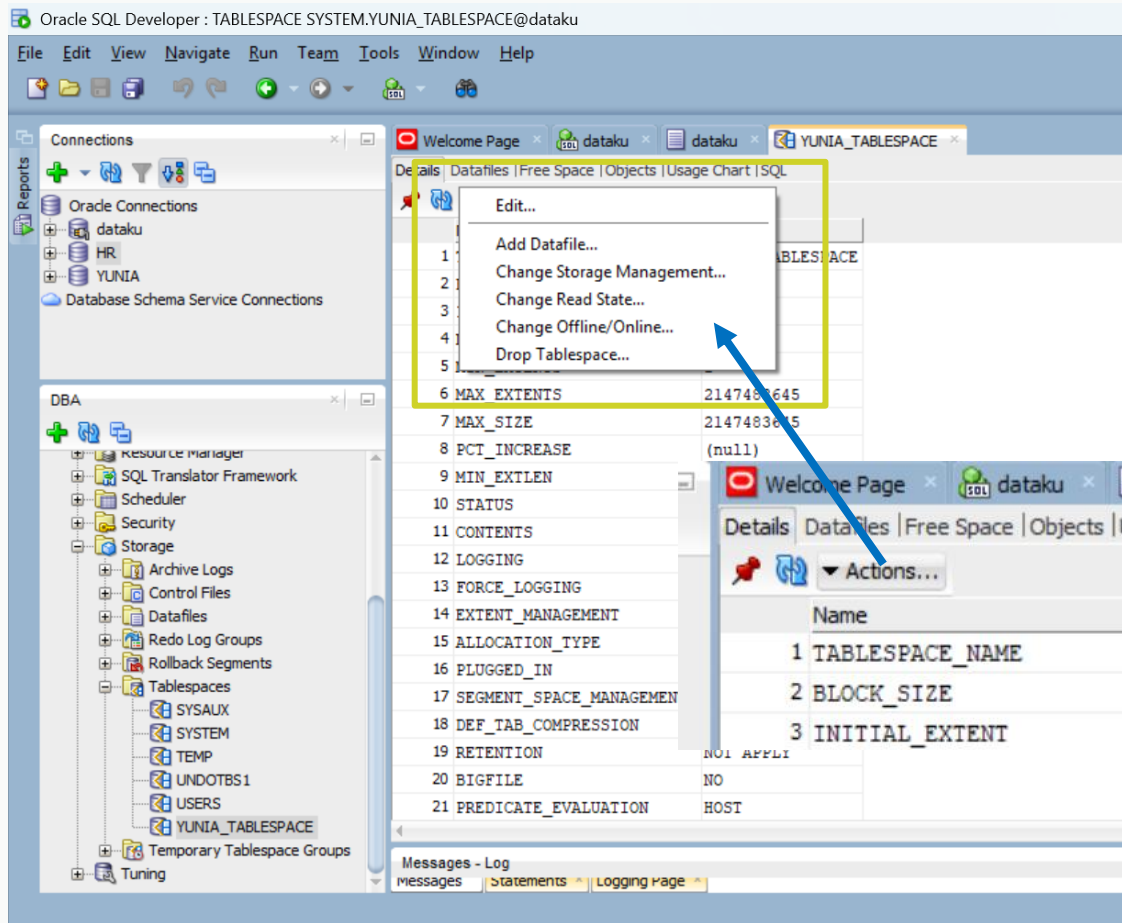 Oracle SQL Developer : TABLESPACE SYSTEM.YUNIA_TABLESPACE@dataku
File Edit View Navigate Run Team Tools Window Help
Reports
Connections
Oracle Connections
dataku
HR
YUNIA
Database Schema Service Connections
DBA
Resource Manager
SQL Translator Framework
Scheduler
Security
Storage
Archive Logs
Control Files
Datafiles
Redo Log Groups
Rollback Segments
Tablespaces
SYSAUX
SYSTEM
TEMP
UNDOTBS1
USERS
YUNIA_TABLESPACE
Temporary Tablespace Groups
Tuning
Welcome Page dataku dataku YUNIA_TABLESPACE
Details Datafiles |Free Space |Objects |Usage Chart |SQL
Edit...
Add Datafile...
Change Storage Management...
Change Read State...
Change Offline/Online...
Drop Tablespace...
1 ABLESPACE
2
3
4
5
6 MAX_EXTENTS 2147483645
7 MAX_SIZE 2147483645
8 PCT_INCREASE (null)
9 MIN_EXTLEN
10 STATUS
11 CONTENTS
12 LOGGING
13 FORCE_LOGGING
14 EXTENT_MANAGEMENT
15 ALLOCATION_TYPE
16 PLUGGED_IN
17 SEGMENT_SPACE_MANAGEMEN
18 DEF_TAB_COMPRESSION
19 RETENTION NOT APPLY
20 BIGFILE NO
21 PREDICATE_EVALUATION HOST
Welcome Page dataku
Details Datafiles |Free Space |Objects |
Actions...
Name
1 TABLESPACE_NAME
2 BLOCK_SIZE
3 INITIAL_EXTENT
Messages - Log
Messages Statements Logging Page